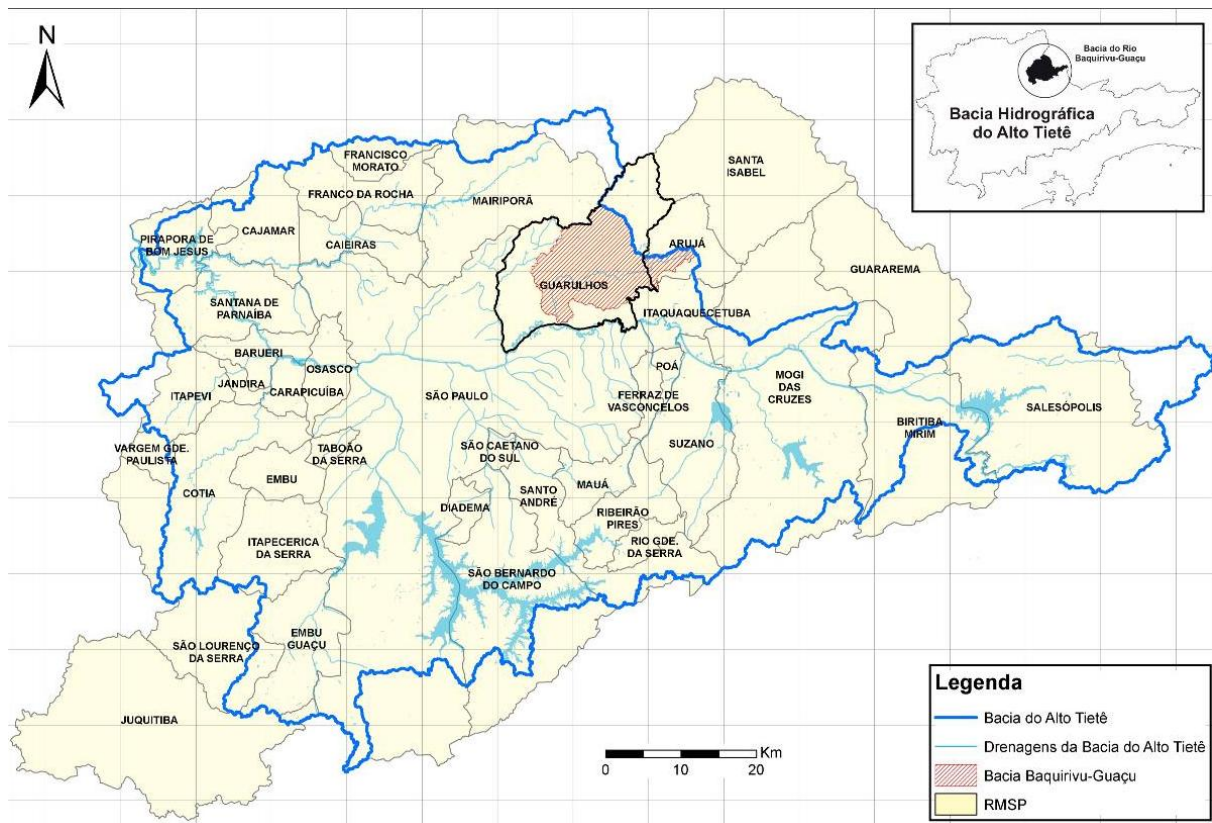 N
Bacia do Rio
Baquirivu-Guaçu
Bacia Hidrográfica
do Alto Tietê
FRANCISCO
MORATO
FRANCO DA ROCHA
MAIRIPORÃ
SANTA
ISABEL
PIRAPORA DE
BOM JESUS
CAJAMAR
CAIEIRAS
ARUJÁ
GUARULHOS
GUARAREMA
SANTANA DE
PARNAÍBA
ITAQUAQUECETUBA
BARUERI
OSASCO
JANDIRA
CARAPICUÍBA
ITAPEVI
SÃO PAULO
POÁ
FERRAZ DE
VASCONCELOS
MOGI
DAS
CRUZES
BIRITIBA
MIRIM
SALESÓPOLIS
VARGEM GDE.
PAULISTA
TABOÃO
DA SERRA
SÃO CAETANO
DO SUL
SUZANO
COTIA
EMBU
DIADEMA
SANTO
ANDRÉ
MAUÁ
RIBEIRÃO
PIRES
ITAPECERICA
DA SERRA
RIO GDE.
DA SERRA
SÃO BERNARDO
DO CAMPO
SÃO LOURENÇO
DA SERRA
EMBU
GUAÇU
JUQUITIBA
Km
0 10 20
Legenda
Bacia do Alto Tietê
Drenagens da Bacia do Alto Tietê
Bacia Baquirivu-Guaçu
RMSP